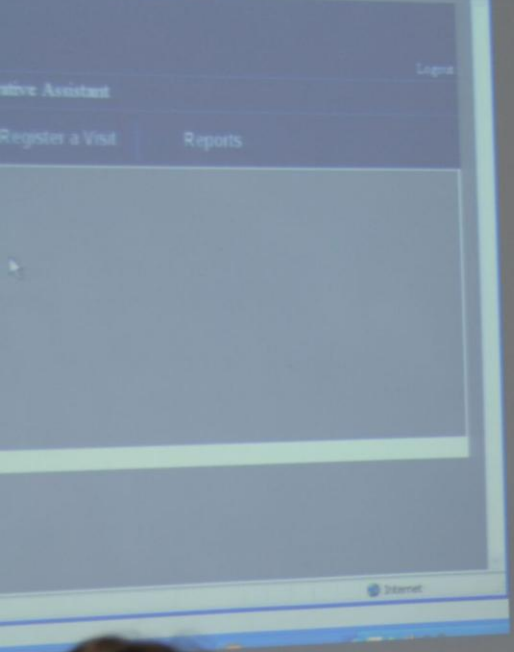 Logout
ative Assistant
Register a Visit
Reports
Internet